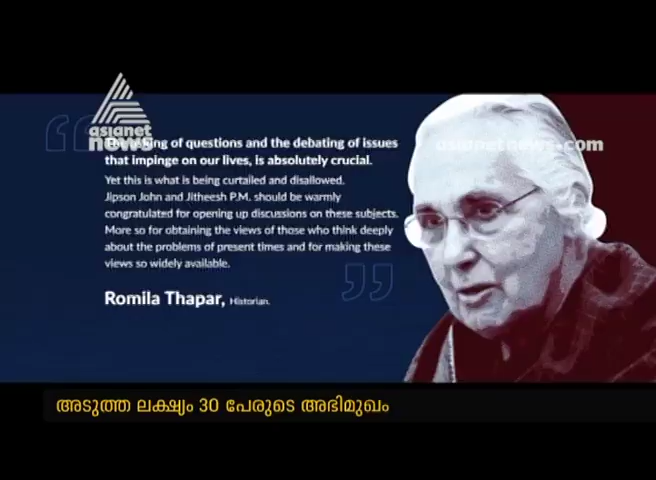 asianet
news
asianetnews.com
of questions and the debating of issues
that impinge on our lives, is absolutely crucial.
Yet this is what is being curtailed and disallowed.
Jipson John and Jitheesh P.M. should be warmly
congratulated for opening up discussions on these subjects.
More so for obtaining the views of those who think deeply
about the problems of present times and for making these
views so widely available.
Romila Thapar, Historian.
അടുത്ത ലക്ഷ്യം 30 പേരുടെ അഭിമുഖം